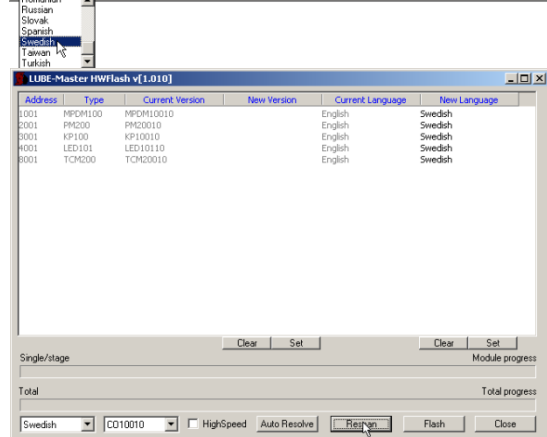 Romanian
Russian
Slovak
Spanish
Swedish
Taiwan
Turkish
LUBE-Master HWFlash v[1.010]
Address Type Current Version New Version Current Language New Language
1001 MPDM100 MPDM10010 English Swedish
2001 PM200 PM20010 English Swedish
3001 KP100 KP10010 English Swedish
4001 LED101 LED10110 English Swedish
8001 TCM200 TCM20010 English Swedish
Clear Set Clear Set
Single/stage Module progress
Total Total progress
Swedish CO10010 HighSpeed Auto Resolve Rescan Flash Close